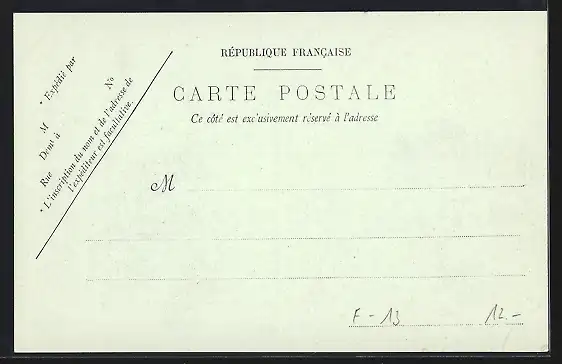 RÉPUBLIQUE FRANÇAISE
CARTE POSTALE
Ce côté est exclusivement réservé à l'adresse
* Expédié par
M
Demt à
Rue No
* L'inscription du nom et de l'adresse de
l'expéditeur est facultative.
M
F - 13 12.-